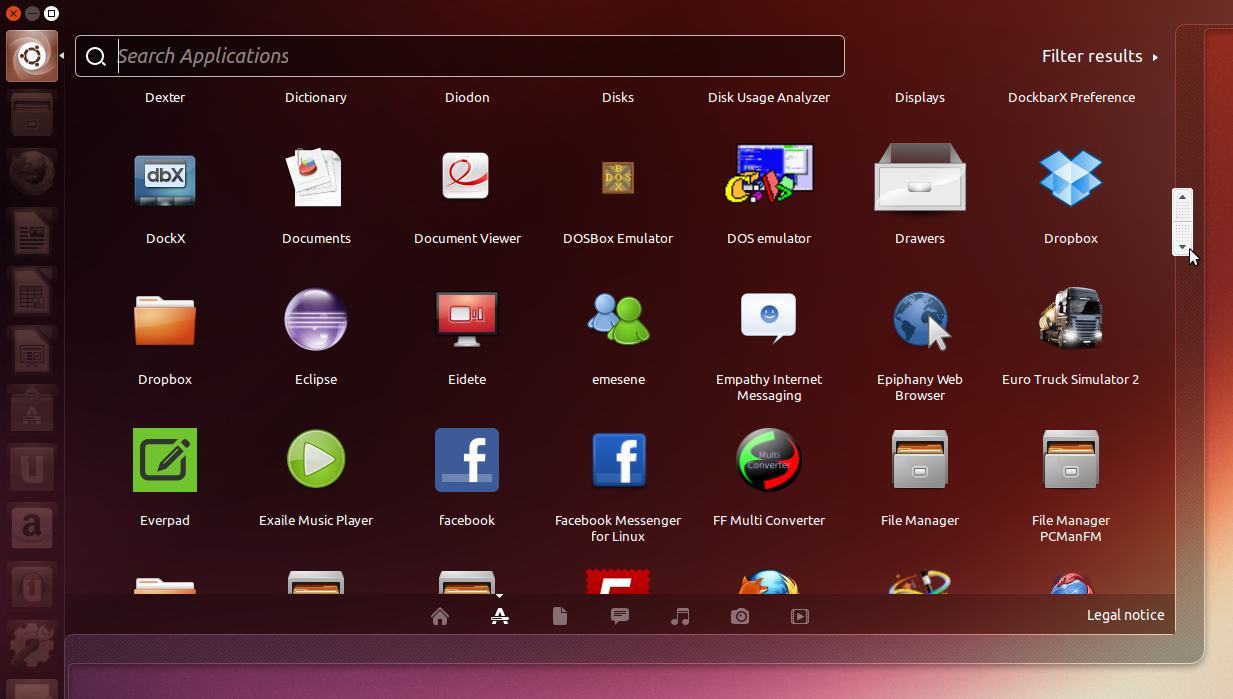 Search Applications
Filter results
Dexter
Dictionary
Diodon
Disks
Disk Usage Analyzer
Displays
DockbarX Preference
dbX
BOX
DOS
DockX
Documents
Document Viewer
DOSBox Emulator
DOS emulator
Drawers
Dropbox
Dropbox
Eclipse
Eidete
emesene
Empathy Internet
Messaging
Epiphany Web
Browser
Euro Truck Simulator 2
Multi
Converter
Everpad
Exaile Music Player
facebook
Facebook Messenger
for Linux
FF Multi Converter
File Manager
File Manager
PCManFM
Legal notice